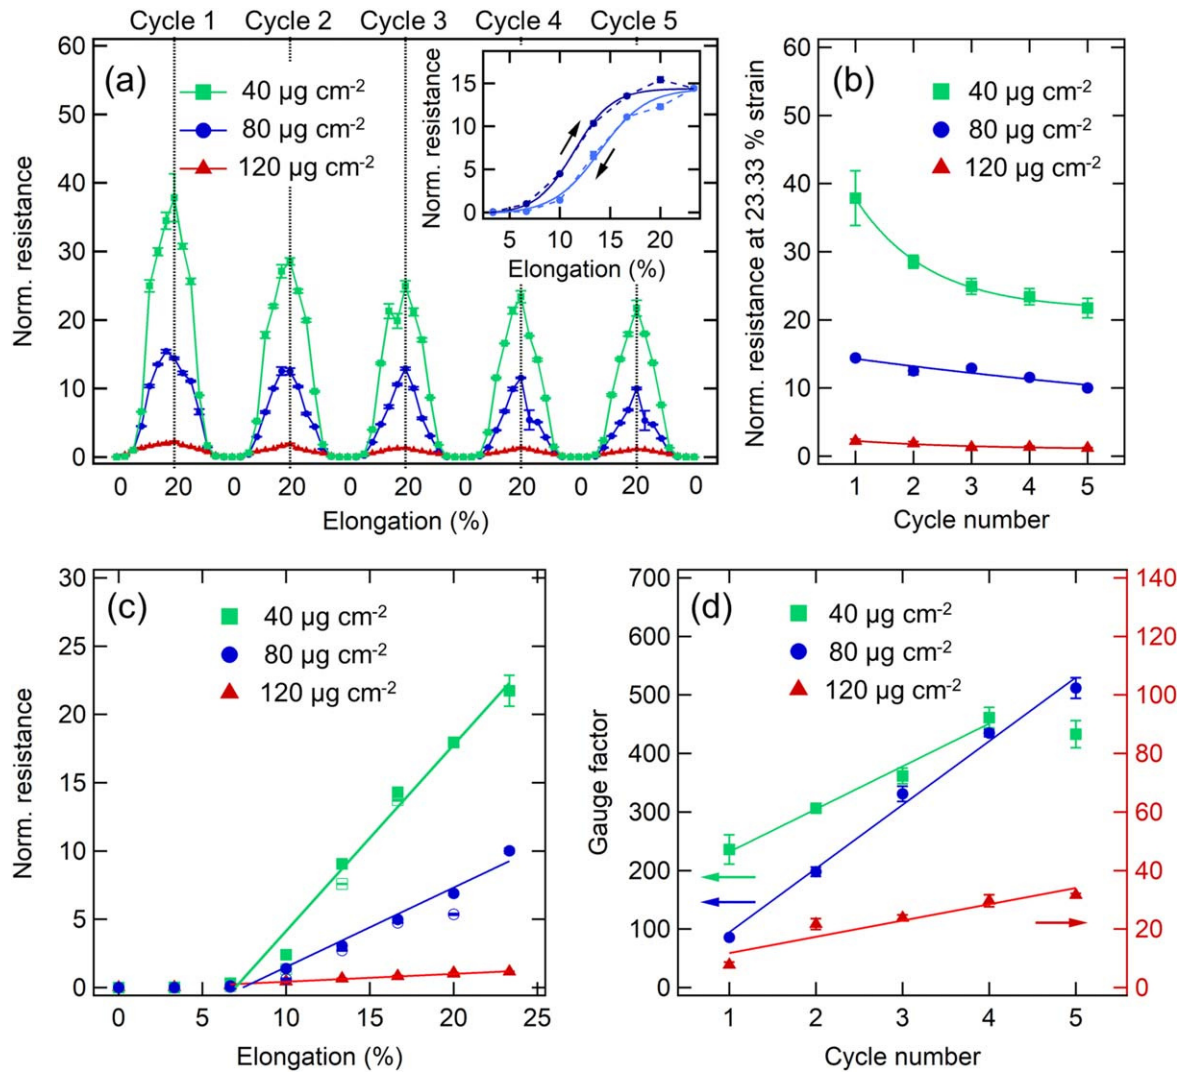 Cycle 1 Cycle 2 Cycle 3 Cycle 4 Cycle 5
(a)
Norm. resistance
60
50
40
30
20
10
0
40 µg cm-2
80 µg cm-2
120 µg cm-2
0 20 0 20 0 20 0 20 0 20 0
Elongation (%)
Norm. resistance
15
10
5
0
5 10 15 20
Elongation (%)
(b)
Norm. resistance at 23.33 % strain
60
50
40
30
20
10
0
40 µg cm-2
80 µg cm-2
120 µg cm-2
1 2 3 4 5
Cycle number
(c)
Norm. resistance
30
25
20
15
10
5
0
40 µg cm-2
80 µg cm-2
120 µg cm-2
0 5 10 15 20 25
Elongation (%)
(d)
Gauge factor
700
600
500
400
300
200
100
0
40 µg cm-2
80 µg cm-2
120 µg cm-2
140
120
100
80
60
40
20
0
1 2 3 4 5
Cycle number